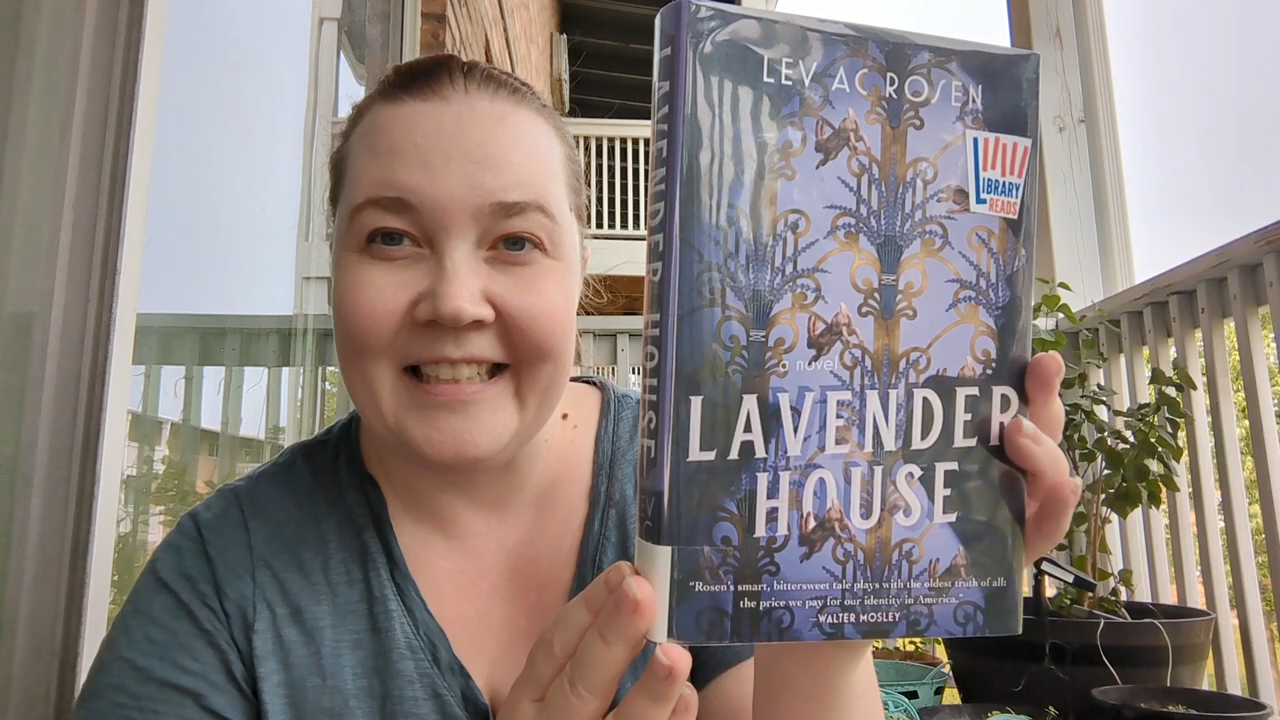 LEV AC ROSEN
LIBRARY
READS
a novel
LAVENDER
HOUSE
"Rosen's smart, bittersweet tale plays with the oldest truth of all:
the price we pay for our identity in America."
—WALTER MOSLEY
LAVENDER HOUSE